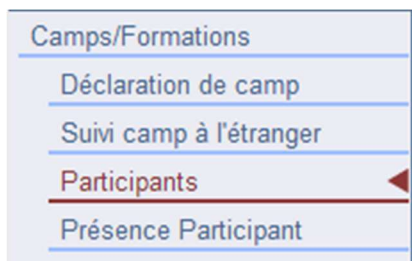 Camps/Formations
Déclaration de camp
Suivi camp à l'étranger
Participants
Présence Participant